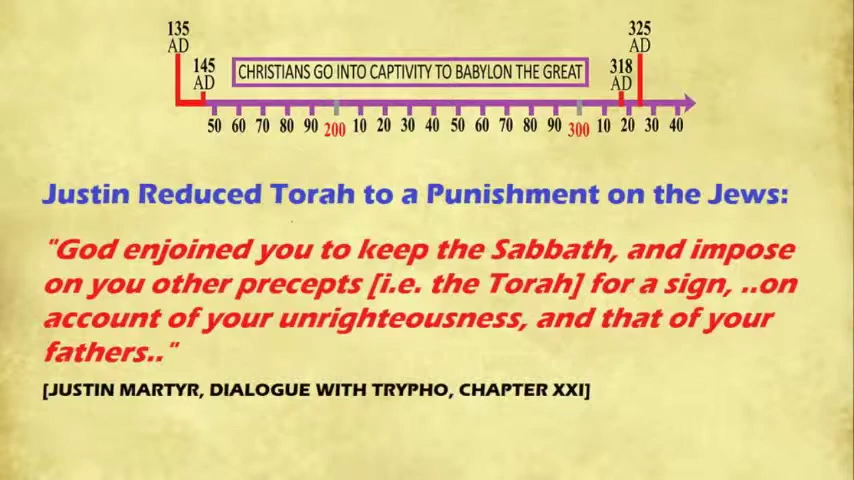 135 AD
325 AD
145 AD
318 AD
CHRISTIANS GO INTO CAPTIVITY TO BABYLON THE GREAT
50 60 70 80 90 200 10 20 30 40 50 60 70 80 90 300 10 20 30 40
Justin Reduced Torah to a Punishment on the Jews:
"God enjoined you to keep the Sabbath, and impose
on you other precepts [i.e. the Torah] for a sign, ..on
account of your unrighteousness, and that of your
fathers.."
[JUSTIN MARTYR, DIALOGUE WITH TRYPHO, CHAPTER XXI]